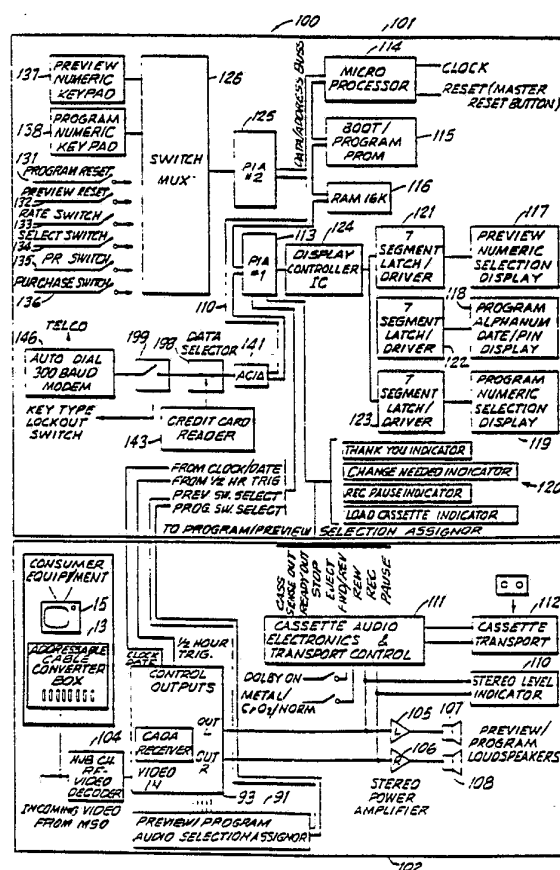 100
101
137
PREVIEW
NUMERIC
KEYPAD
126
138
PROGRAM
NUMERIC
KEYPAD
SWITCH
MUX
131
PROGRAM RESET
PREVIEW RESET
132
RATE SWITCH
133
SELECT SWITCH
134
PR SWITCH
135
PURCHASE SWITCH
136
125
PIA
#2
DATA/ADDRESS BUSS
114
MICRO
PROCESSOR
CLOCK
RESET (MASTER
RESET BUTTON)
BOOT/
PROGRAM
PROM
115
RAM 16K
116
113
PIA
#1
124
DISPLAY
CONTROLLER
IC
110
121
7
SEGMENT
LATCH/
DRIVER
117
PREVIEW
NUMERIC
SELECTION
DISPLAY
7
SEGMENT
LATCH/
DRIVER
122
118
PROGRAM
ALPHANUM
DATE/PIN
DISPLAY
123
7
SEGMENT
LATCH/
DRIVER
PROGRAM
NUMERIC
SELECTION
DISPLAY
119
TELCO
146
AUTO DIAL
300 BAUD
MODEM
199
198
DATA
SELECTOR
141
ACIA
KEY TYPE
LOCKOUT
SWITCH
CREDIT CARD
READER
143
THANK YOU INDICATOR
CHANGE NEEDED INDICATOR
REC PAUSE INDICATOR
LOAD CASSETTE INDICATOR
120
FROM CLOCK/DATE
FROM 1/2 HR TRIG
PREV SW. SELECT
PROG. SW. SELECT
TO PROGRAM/PREVIEW SELECTION ASSIGNOR
CONSUMER
EQUIPMENT
15
13
ADDRESSABLE
CABLE
CONVERTER
BOX
104
HUB CH.
RF-
VIDEO
DECODER
INCOMING VIDEO
FROM MSO
1/2 HOUR
TRIG.
CLOCK
DATE
CONTROL
OUTPUTS
CADA
RECEIVER
VIDEO IN
OUT
L
OUT
R
93
91
PREVIEW/PROGRAM
AUDIO SELECTION ASSIGNOR
CASS
SENSE OUT
READY OUT
STOP
EJECT
FWD/REV
REW
REC
PAUSE
111
CASSETTE AUDIO
ELECTRONICS &
TRANSPORT CONTROL
112
CASSETTE
TRANSPORT
DOLBY ON
METAL/
CrO2/NORM
110
STEREO LEVEL
INDICATOR
105
L
107
106
R
108
STEREO
POWER
AMPLIFIER
PREVIEW/
PROGRAM
LOUDSPEAKERS
102